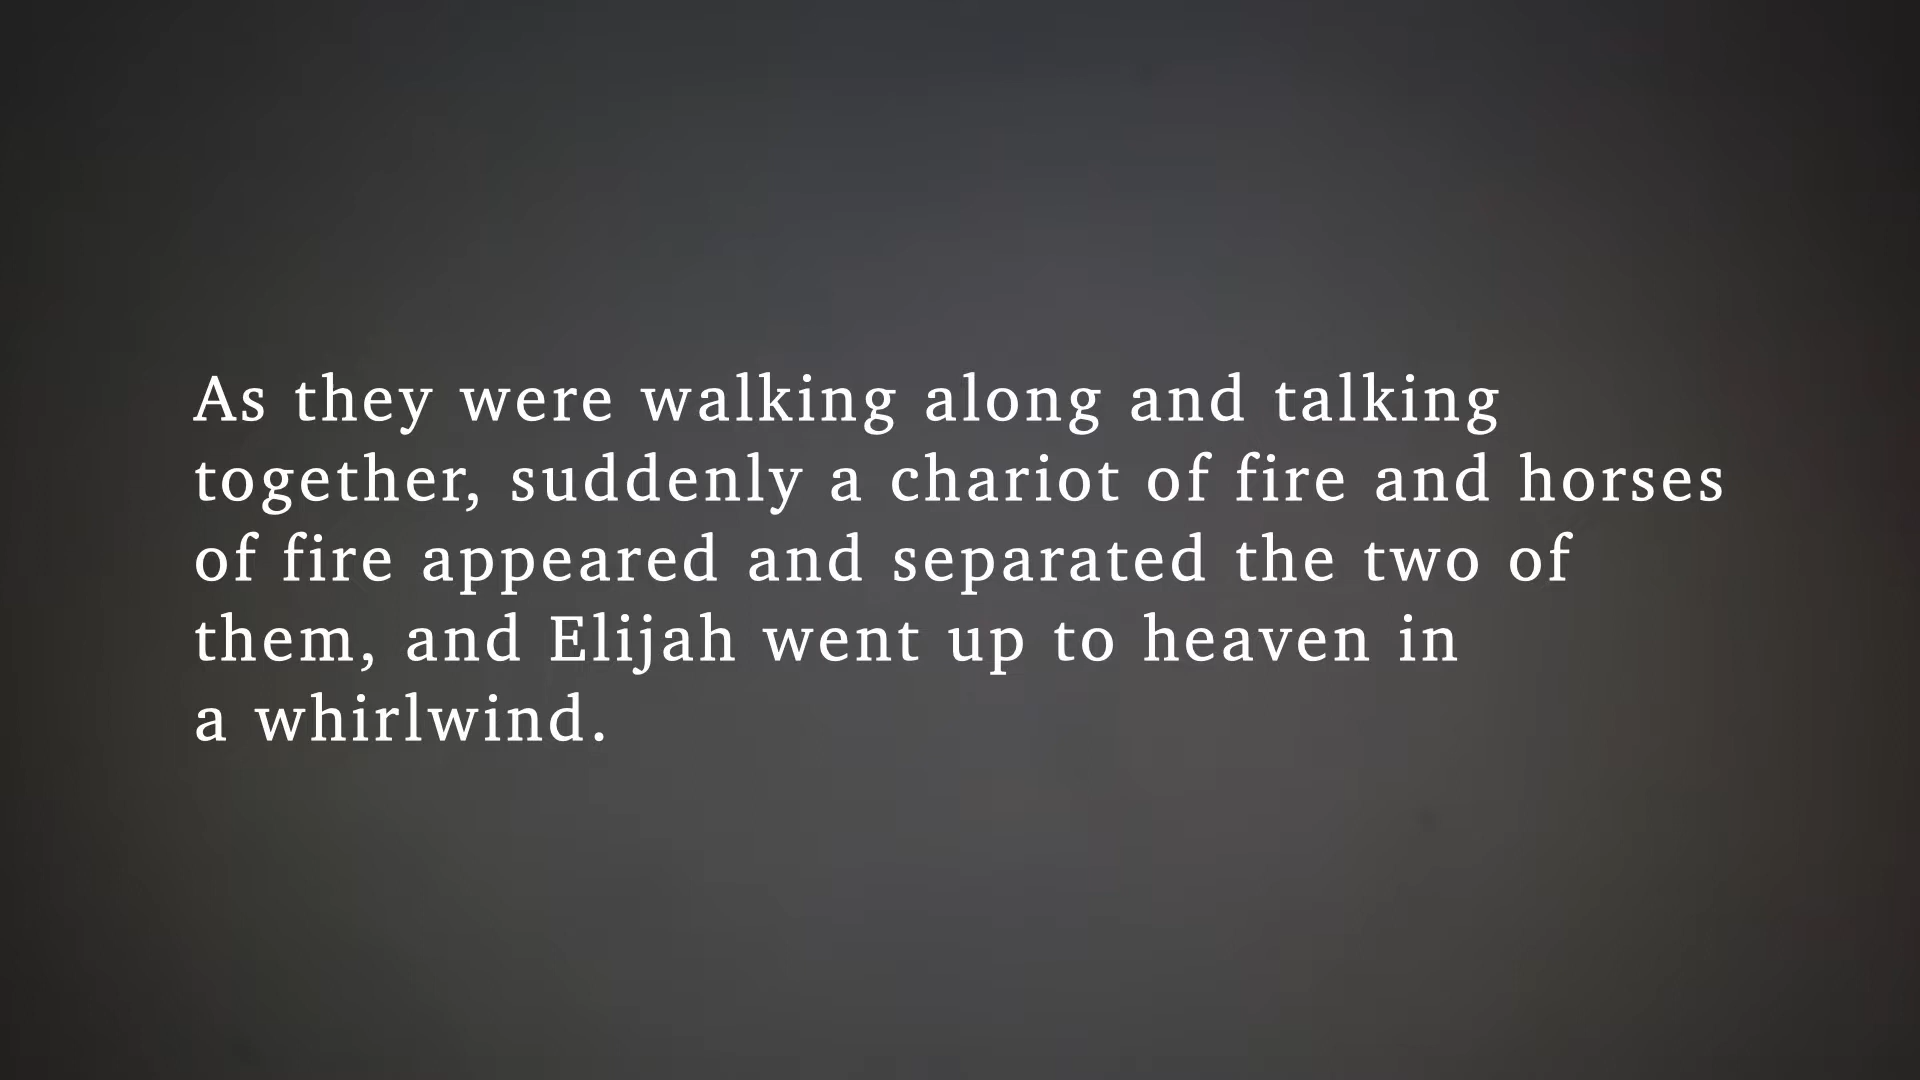 As they were walking along and talking
together, suddenly a chariot of fire and horses
of fire appeared and separated the two of
them, and Elijah went up to heaven in
a whirlwind.